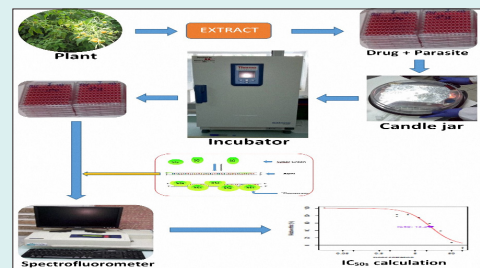 EXTRACT
Plant
Drug + Parasite
Incubator
Candle jar
Spectrofluorometer
IC50s calculation